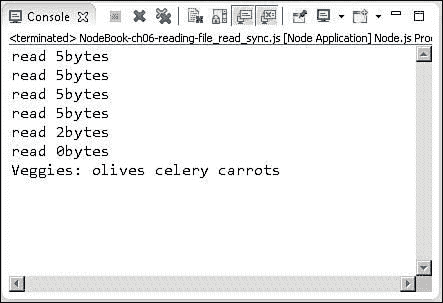 Console
<terminated> NodeBook-ch06-reading-file_read_sync.js [Node Application] Node.js Proc
read 5bytes
read 5bytes
read 5bytes
read 5bytes
read 2bytes
read 0bytes
Veggies: olives celery carrots